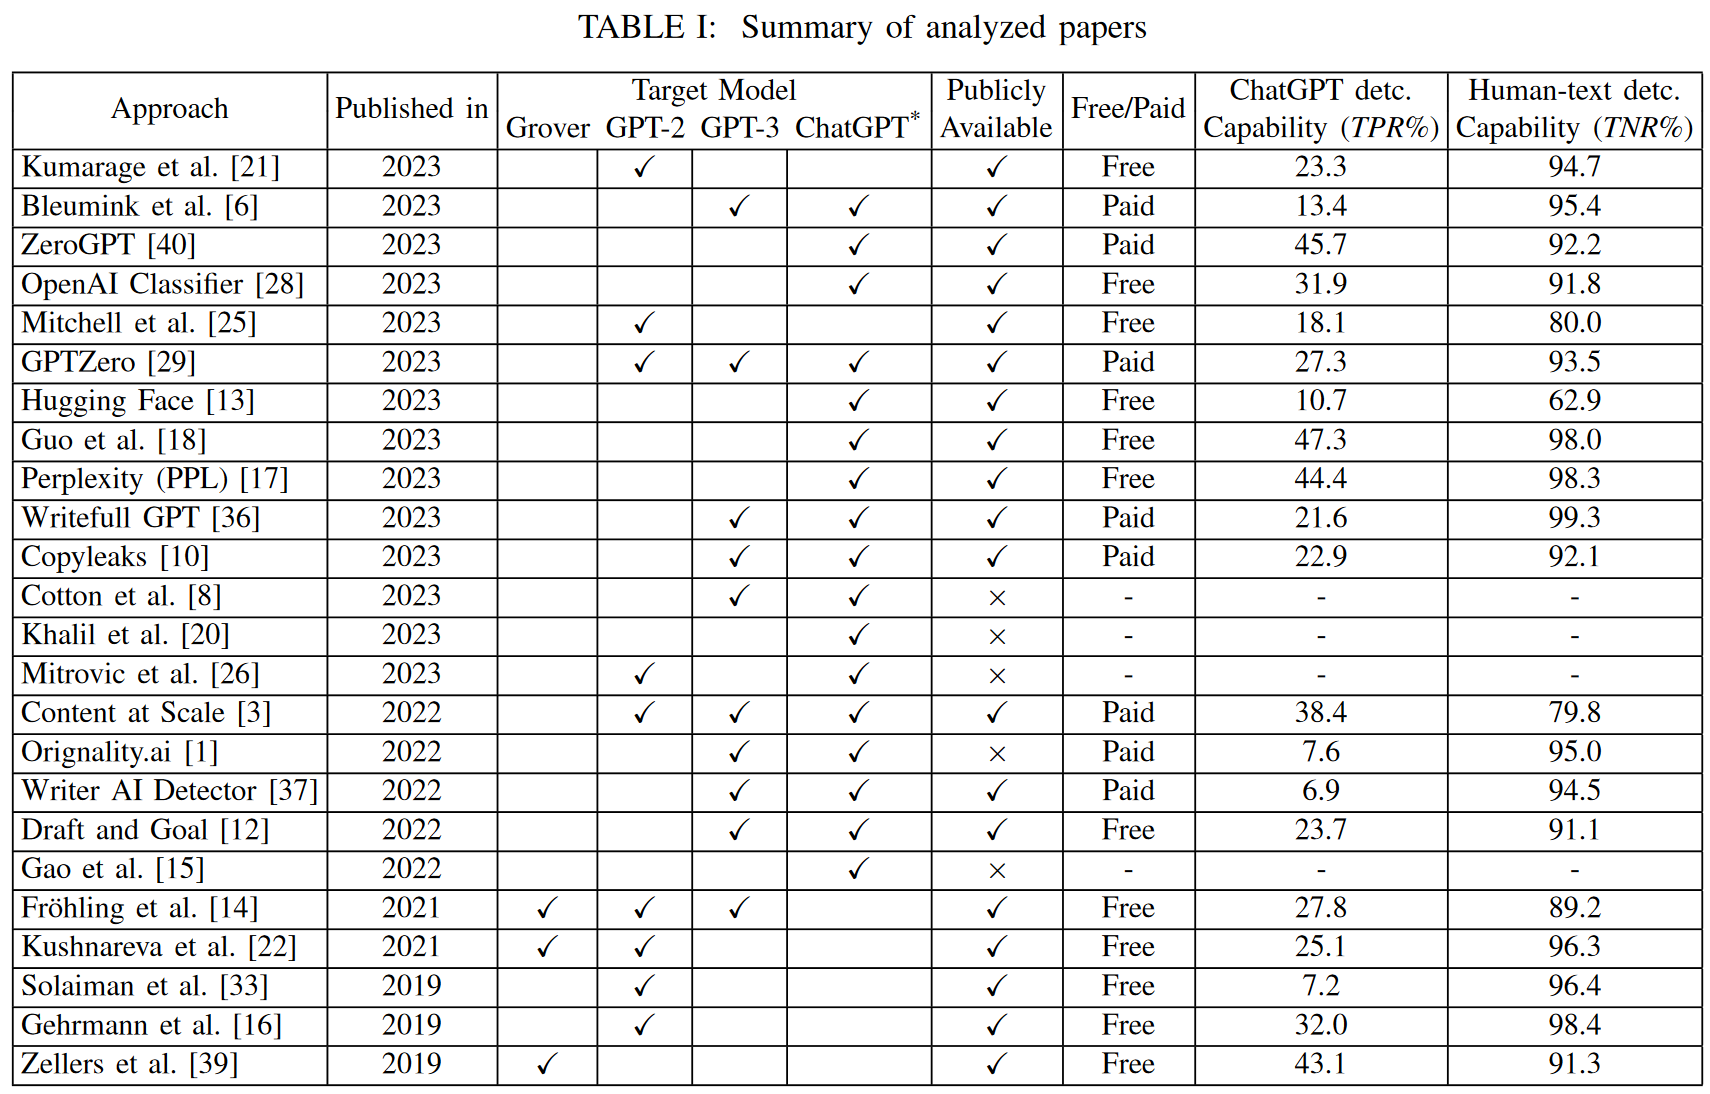 TABLE I: Summary of analyzed papers
Approach Published in Target Model Publicly Available Free/Paid ChatGPT detc. Capability (TPR%) Human-text detc. Capability (TNR%)
Grover GPT-2 GPT-3 ChatGPT*
Kumarage et al. [21] 2023 ✓ ✓ Free 23.3 94.7
Bleumink et al. [6] 2023 ✓ ✓ ✓ Paid 13.4 95.4
ZeroGPT [40] 2023 ✓ ✓ Paid 45.7 92.2
OpenAI Classifier [28] 2023 ✓ ✓ Free 31.9 91.8
Mitchell et al. [25] 2023 ✓ ✓ Free 18.1 80.0
GPTZero [29] 2023 ✓ ✓ ✓ ✓ Paid 27.3 93.5
Hugging Face [13] 2023 ✓ ✓ Free 10.7 62.9
Guo et al. [18] 2023 ✓ ✓ Free 47.3 98.0
Perplexity (PPL) [17] 2023 ✓ ✓ Free 44.4 98.3
Writefull GPT [36] 2023 ✓ ✓ ✓ Paid 21.6 99.3
Copyleaks [10] 2023 ✓ ✓ ✓ Paid 22.9 92.1
Cotton et al. [8] 2023 ✓ ✓ × - - -
Khalil et al. [20] 2023 ✓ × - - -
Mitrovic et al. [26] 2023 ✓ ✓ × - - -
Content at Scale [3] 2022 ✓ ✓ ✓ ✓ Paid 38.4 79.8
Orignality.ai [1] 2022 ✓ ✓ × Paid 7.6 95.0
Writer AI Detector [37] 2022 ✓ ✓ ✓ Paid 6.9 94.5
Draft and Goal [12] 2022 ✓ ✓ ✓ Free 23.7 91.1
Gao et al. [15] 2022 ✓ × - - -
Fröhling et al. [14] 2021 ✓ ✓ ✓ ✓ Free 27.8 89.2
Kushnareva et al. [22] 2021 ✓ ✓ ✓ Free 25.1 96.3
Solaiman et al. [33] 2019 ✓ ✓ Free 7.2 96.4
Gehrmann et al. [16] 2019 ✓ ✓ Free 32.0 98.4
Zellers et al. [39] 2019 ✓ ✓ Free 43.1 91.3